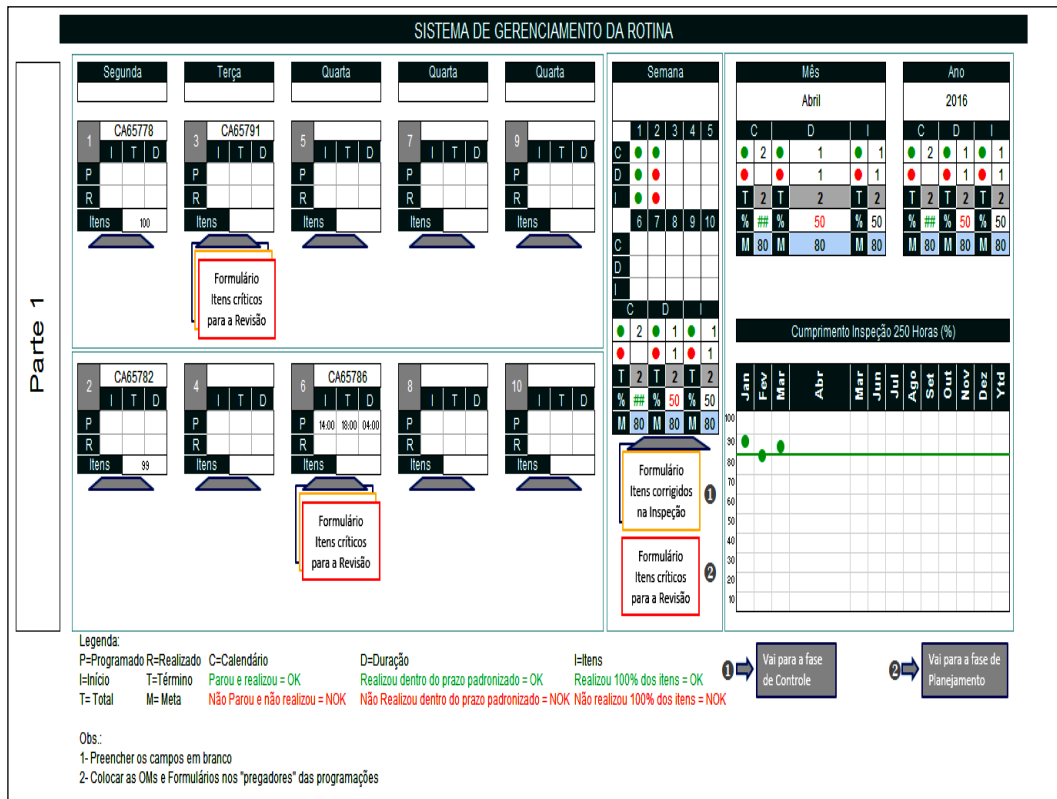 SISTEMA DE GERENCIAMENTO DA ROTINA
Parte 1
Segunda
Terça
Quarta
Quarta
Quarta
1
CA65778
I T D
P
R
Itens 100
3
CA65791
I T D
P
R
Itens
5
I T D
P
R
Itens
7
I T D
P
R
Itens
9
I T D
P
R
Itens
Formulário
Itens críticos
para a Revisão
2
CA65782
I T D
P
R
Itens 99
4
I T D
P
R
Itens
6
CA65786
I T D
P 14:00 18:00 04:00
R
Itens
8
I T D
P
R
Itens
10
I T D
P
R
Itens
Formulário
Itens críticos
para a Revisão
Semana
1 2 3 4 5
C
D
I
6 7 8 9 10
C
D
I
C D I
2 1 1
1 1
T 2 T 2 T 2
% ## % 50 % 50
M 80 M 80 M 80
Formulário
Itens corrigidos
na Inspeção
1
Formulário
Itens críticos
para a Revisão
2
Mês
Abril
C D I
2 1 1
1 1
T 2 T 2 T 2
% ## % 50 % 50
M 80 M 80 M 80
Ano
2016
C D I
2 1 1
1 1
T 2 T 2 T 2
% ## % 50 % 50
M 80 M 80 M 80
Cumprimento Inspeção 250 Horas (%)
Jan Fev Mar Abr Mar Jun Jul Ago Set Out Nov Dez Ytd
100
90
80
70
60
50
40
30
20
10
Legenda:
P=Programado R=Realizado C=Calendário D=Duração I=Itens
I=Início T=Término Parou e realizou = OK Realizou dentro do prazo padronizado = OK Realizou 100% dos itens = OK
T= Total M= Meta Não Parou e não realizou = NOK Não Realizou dentro do prazo padronizado = NOK Não realizou 100% dos itens = NOK
1 Vai para a fase
de Controle
2 Vai para a fase de
Planejamento
Obs.:
1- Preencher os campos em branco
2- Colocar as OMs e Formulários nos "pregadores" das programações